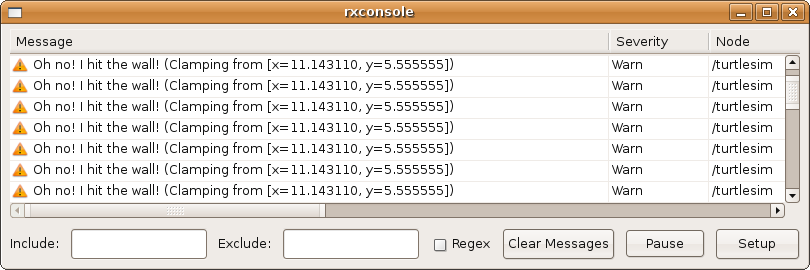 rxconsole
Message Severity Node
Oh no! I hit the wall! (Clamping from [x=11.143110, y=5.555555]) Warn /turtlesim
Oh no! I hit the wall! (Clamping from [x=11.143110, y=5.555555]) Warn /turtlesim
Oh no! I hit the wall! (Clamping from [x=11.143110, y=5.555555]) Warn /turtlesim
Oh no! I hit the wall! (Clamping from [x=11.143110, y=5.555555]) Warn /turtlesim
Oh no! I hit the wall! (Clamping from [x=11.143110, y=5.555555]) Warn /turtlesim
Oh no! I hit the wall! (Clamping from [x=11.143110, y=5.555555]) Warn /turtlesim
Oh no! I hit the wall! (Clamping from [x=11.143110, y=5.555555]) Warn /turtlesim
Include: Exclude: Regex Clear Messages Pause Setup